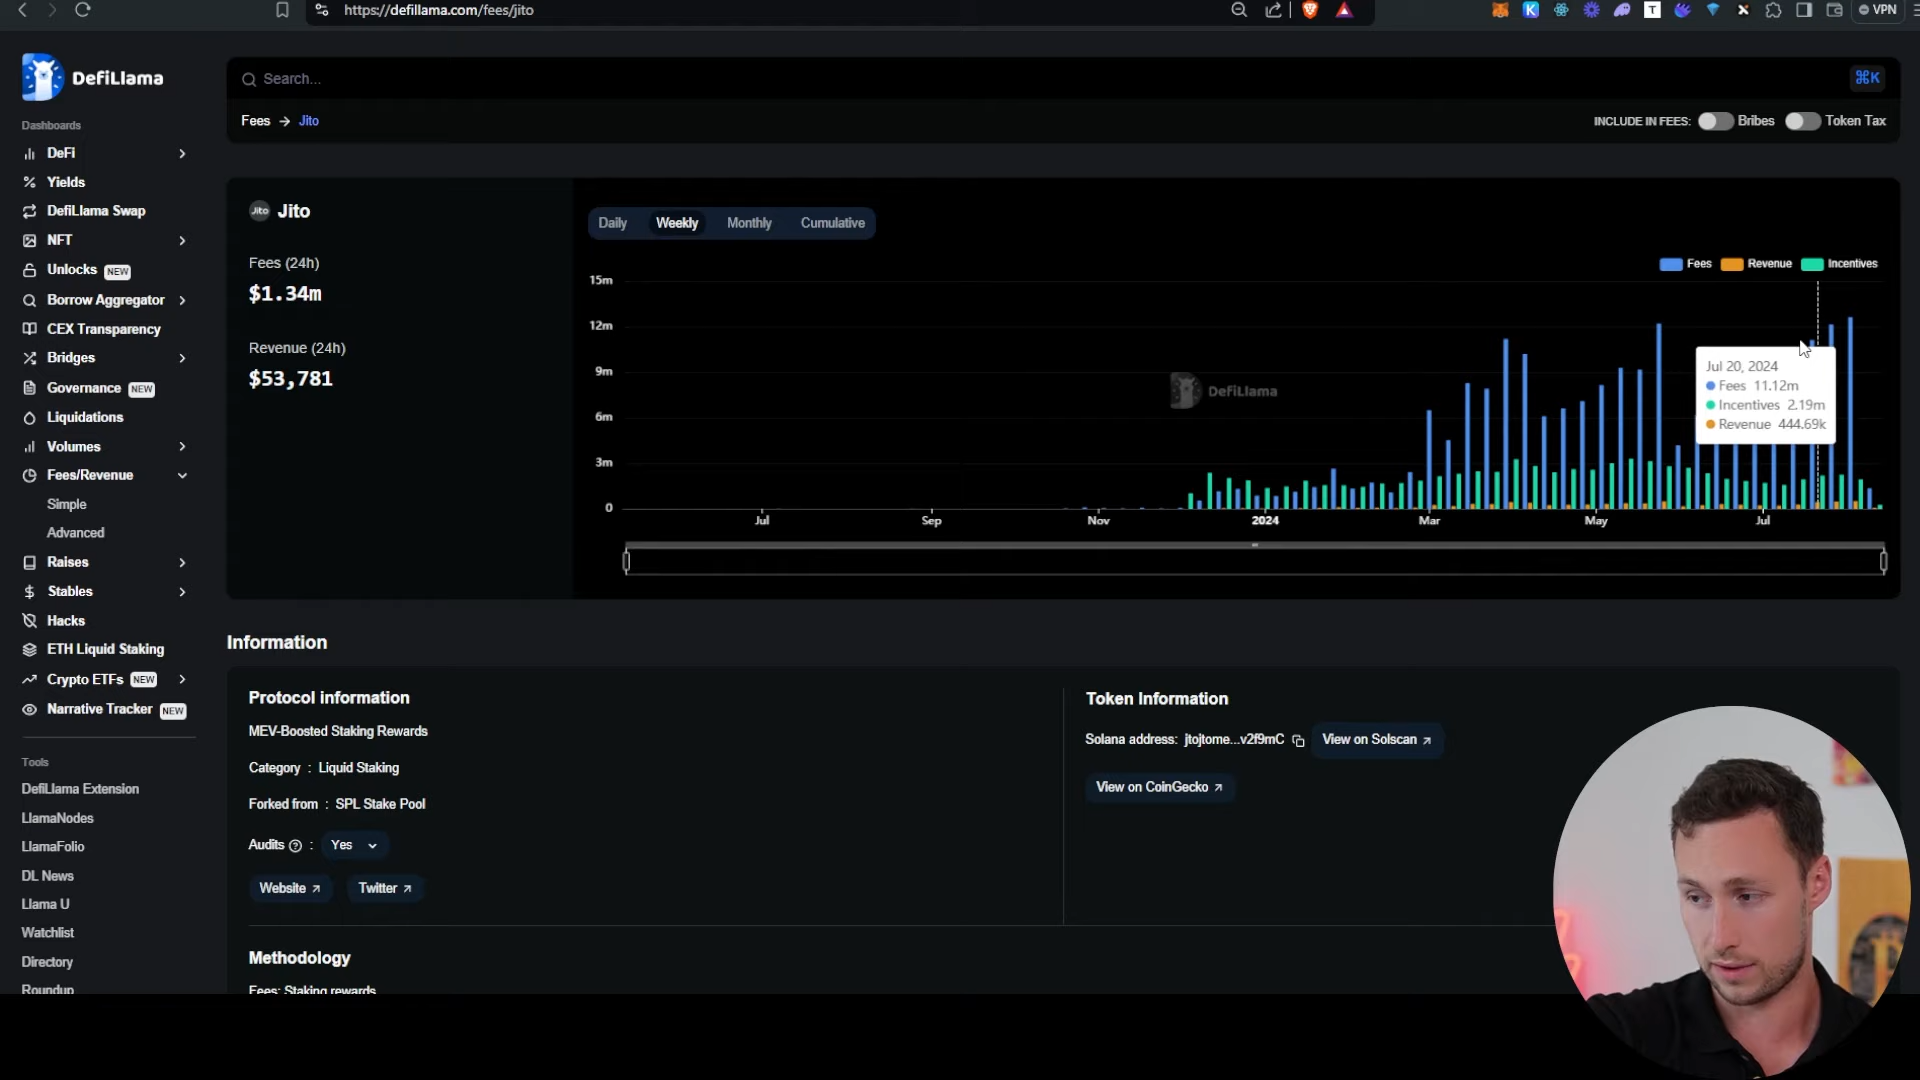 https://defillama.com/fees/jito
VPN
DefiLlama
Search...
⌘K
Fees → Jito
INCLUDE IN FEES: Bribes Token Tax
Dashboards
DeFi
Yields
DefiLlama Swap
NFT
Unlocks NEW
Borrow Aggregator
CEX Transparency
Bridges
Governance NEW
Liquidations
Volumes
Fees/Revenue
Simple
Advanced
Raises
Stables
Hacks
ETH Liquid Staking
Crypto ETFs NEW
Narrative Tracker NEW
Tools
DefiLlama Extension
LlamaNodes
LlamaFolio
DL News
Llama U
Watchlist
Directory
Roundup
Jito Jito
Fees (24h)
$1.34m
Revenue (24h)
$53,781
Daily Weekly Monthly Cumulative
Fees Revenue Incentives
15m
12m
9m
6m
3m
0
DefiLlama
Jul 20, 2024
Fees 11.12m
Incentives 2.19m
Revenue 444.69k
Jul Sep Nov 2024 Mar May Jul
Information
Protocol information
MEV-Boosted Staking Rewards
Category : Liquid Staking
Forked from : SPL Stake Pool
Audits ? : Yes
Website Twitter
Token Information
Solana address: jtojtome...v2f9mC View on Solscan
View on CoinGecko
Methodology
Fees: Staking rewards